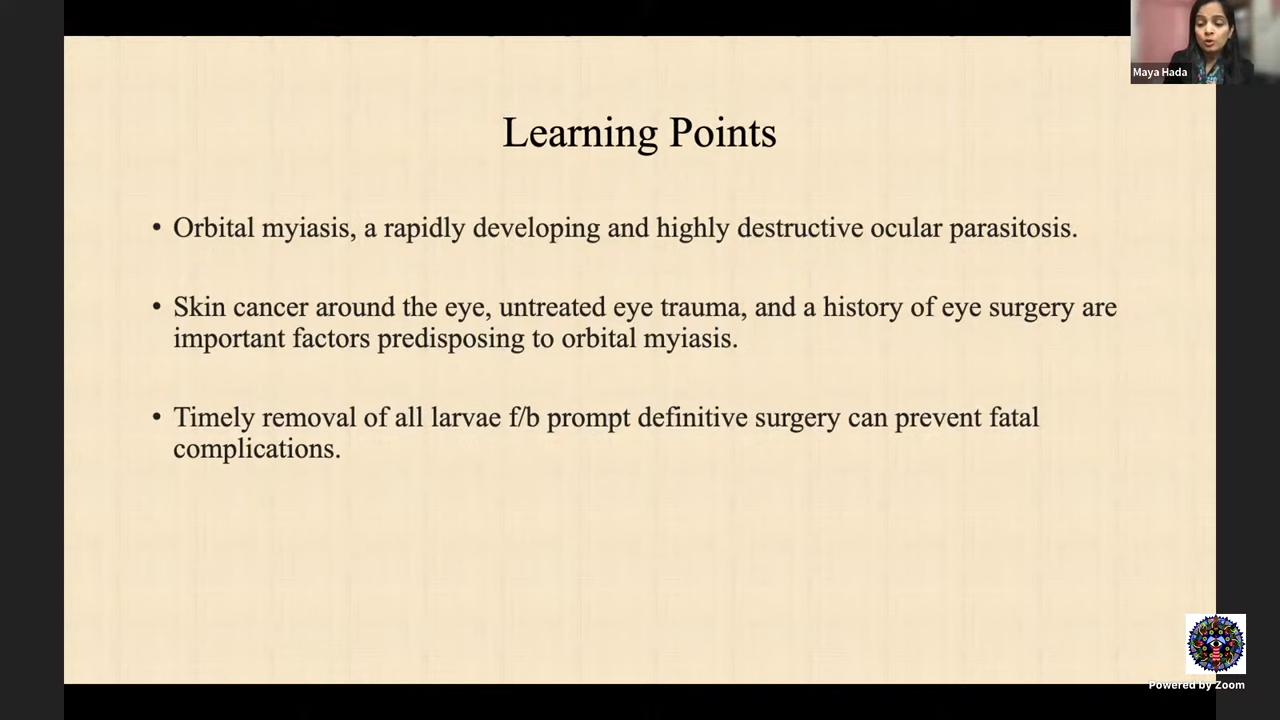 Maya Hada
Learning Points
• Orbital myiasis, a rapidly developing and highly destructive ocular parasitosis.
• Skin cancer around the eye, untreated eye trauma, and a history of eye surgery are
important factors predisposing to orbital myiasis.
• Timely removal of all larvae f/b prompt definitive surgery can prevent fatal
complications.
Powered by Zoom